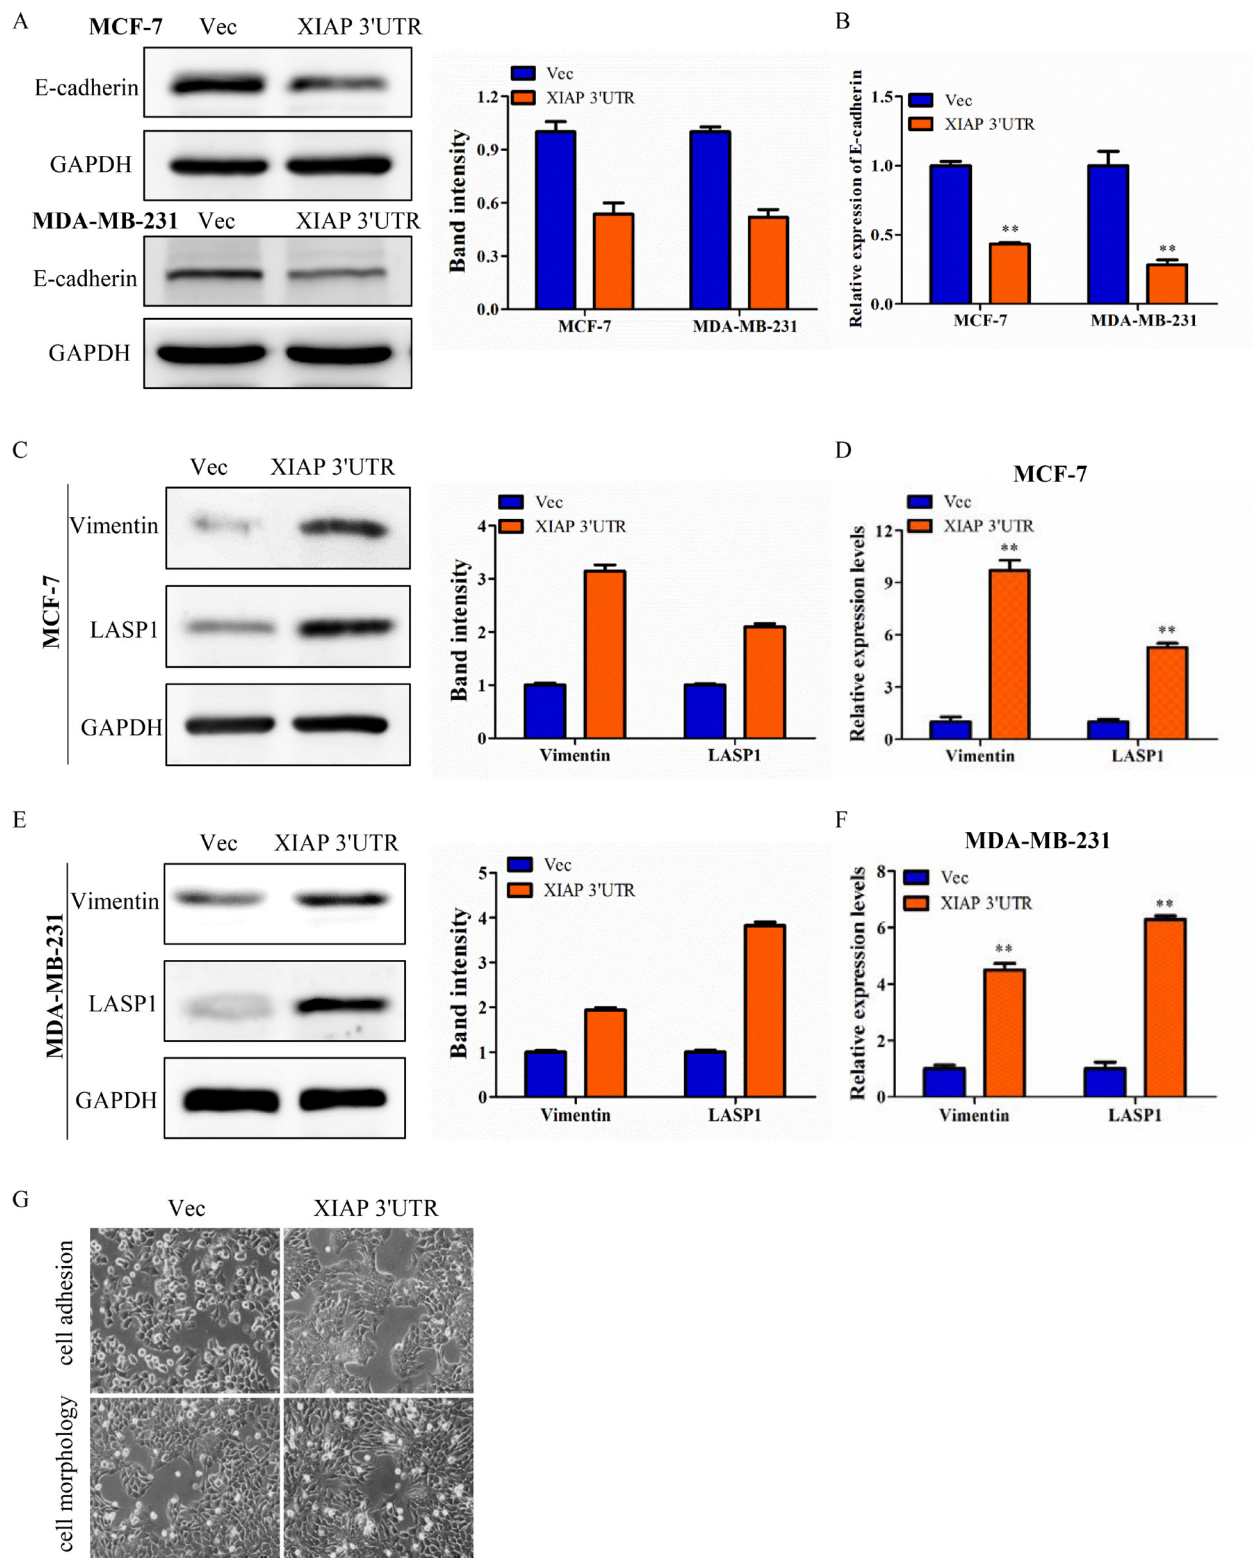 A
MCF-7 Vec XIAP 3'UTR
E-cadherin
GAPDH
MDA-MB-231 Vec XIAP 3'UTR
E-cadherin
GAPDH
Vec
XIAP 3'UTR
Band intensity
1.2
0.9
0.6
0.3
0.0
MCF-7 MDA-MB-231
B
Vec
XIAP 3'UTR
Relative expression of E-cadherin
1.5
1.0
0.5
0.0
**
**
MCF-7 MDA-MB-231
C
Vec XIAP 3'UTR
MCF-7
Vimentin
LASP1
GAPDH
Vec
XIAP 3'UTR
Band intensity
4
3
2
1
0
Vimentin LASP1
D
MCF-7
Vec
XIAP 3'UTR
Relative expression levels
12
9
6
3
0
**
**
Vimentin LASP1
E
Vec XIAP 3'UTR
MDA-MB-231
Vimentin
LASP1
GAPDH
Vec
XIAP 3'UTR
Band intensity
5
4
3
2
1
0
Vimentin LASP1
F
MDA-MB-231
Vec
XIAP 3'UTR
Relative expression levels
8
6
4
2
0
**
**
Vimentin LASP1
G
Vec XIAP 3'UTR
cell adhesion
cell morphology